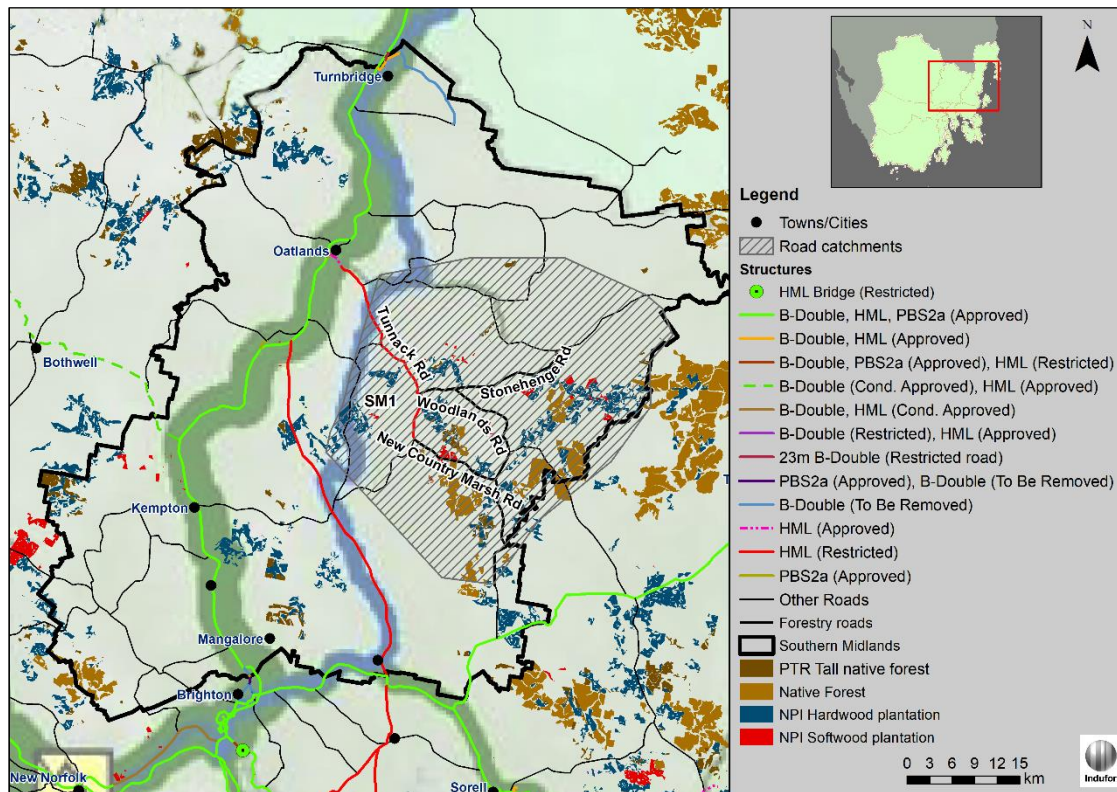 Turnbridge
Oatlands
Bothwell
Tunnack Rd
Stonehenge Rd
SM1
Woodlands Rd
New Country Marsh Rd
Kempton
Mangalore
Brighton
New Norfolk
Sorell
N
Legend
Towns/Cities
Road catchments
Structures
HML Bridge (Restricted)
B-Double, HML, PBS2a (Approved)
B-Double, HML (Approved)
B-Double, PBS2a (Approved), HML (Restricted)
B-Double (Cond. Approved), HML (Approved)
B-Double, HML (Cond. Approved)
B-Double (Restricted), HML (Approved)
23m B-Double (Restricted road)
PBS2a (Approved), B-Double (To Be Removed)
B-Double (To Be Removed)
HML (Approved)
HML (Restricted)
PBS2a (Approved)
Other Roads
Forestry roads
Southern Midlands
PTR Tall native forest
Native Forest
NPI Hardwood plantation
NPI Softwood plantation
0 3 6 9 12 15
km
Indufor